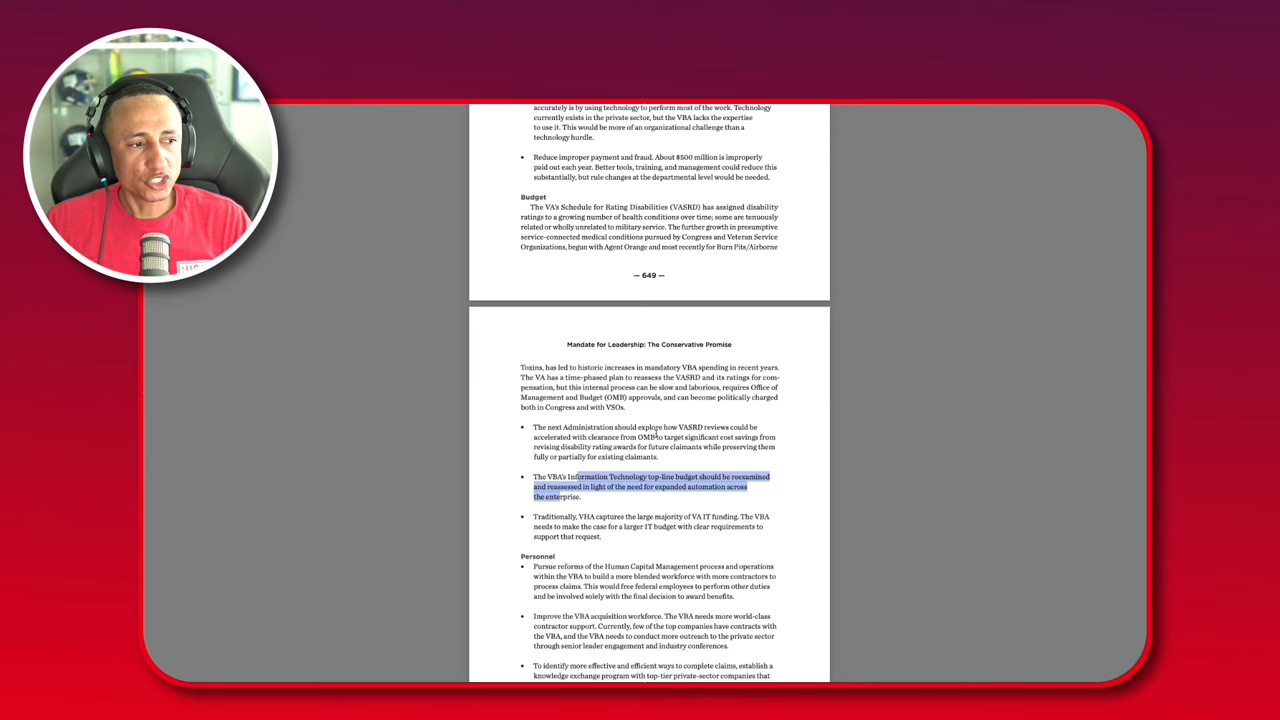 accurately is by using technology to perform most of the work. Technology
currently exists in the private sector, but the VBA lacks the expertise
to use it. This would be more of an organizational challenge than a
technology hurdle.
• Reduce improper payment and fraud. About $500 million is improperly
paid out each year. Better tools, training, and management could reduce this
substantially, but rule changes at the departmental level would be needed.
Budget
The VA's Schedule for Rating Disabilities (VASRD) has assigned disability
ratings to a growing number of health conditions over time; some are tenuously
related or wholly unrelated to military service. The further growth in presumptive
service-connected medical conditions pursued by Congress and Veteran Service
Organizations, begun with Agent Orange and most recently for Burn Pits/Airborne
— 649 —
Mandate for Leadership: The Conservative Promise
Toxins, has led to historic increases in mandatory VBA spending in recent years.
The VA has a time-phased plan to reassess the VASRD and its ratings for com-
pensation, but this internal process can be slow and laborious, requires Office of
Management and Budget (OMB) approvals, and can become politically charged
both in Congress and with VSOs.
• The next Administration should explore how VASRD reviews could be
accelerated with clearance from OMB to target significant cost savings from
revising disability rating awards for future claimants while preserving them
fully or partially for existing claimants.
• The VBA's Information Technology top-line budget should be reexamined
and reassessed in light of the need for expanded automation across
the enterprise.
• Traditionally, VHA captures the large majority of VA IT funding. The VBA
needs to make the case for a larger IT budget with clear requirements to
support that request.
Personnel
• Pursue reforms of the Human Capital Management process and operations
within the VBA to build a more blended workforce with more contractors to
process claims. This would free federal employees to perform other duties
and be involved solely with the final decision to award benefits.
• Improve the VBA acquisition workforce. The VBA needs more world-class
contractor support. Currently, few of the top companies have contracts with
the VBA, and the VBA needs to conduct more outreach to the private sector
through senior leader engagement and industry conferences.
• To identify more effective and efficient ways to complete claims, establish a
knowledge exchange program with top-tier private-sector companies that